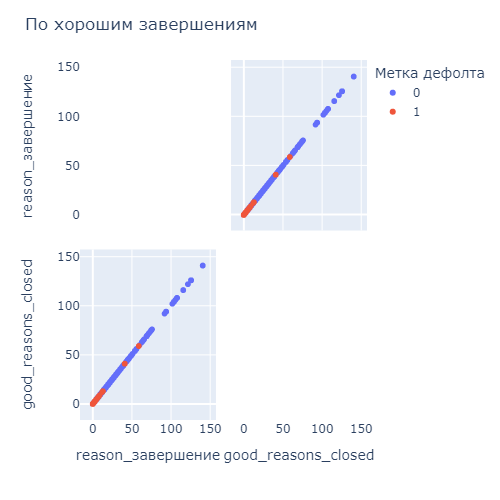 По хорошим завершениям
Метка дефолта
0
1
reason_завершение
150
100
50
0
good_reasons_closed
150
100
50
0
0 50 100 150 0 50 100 150
reason_завершение good_reasons_closed